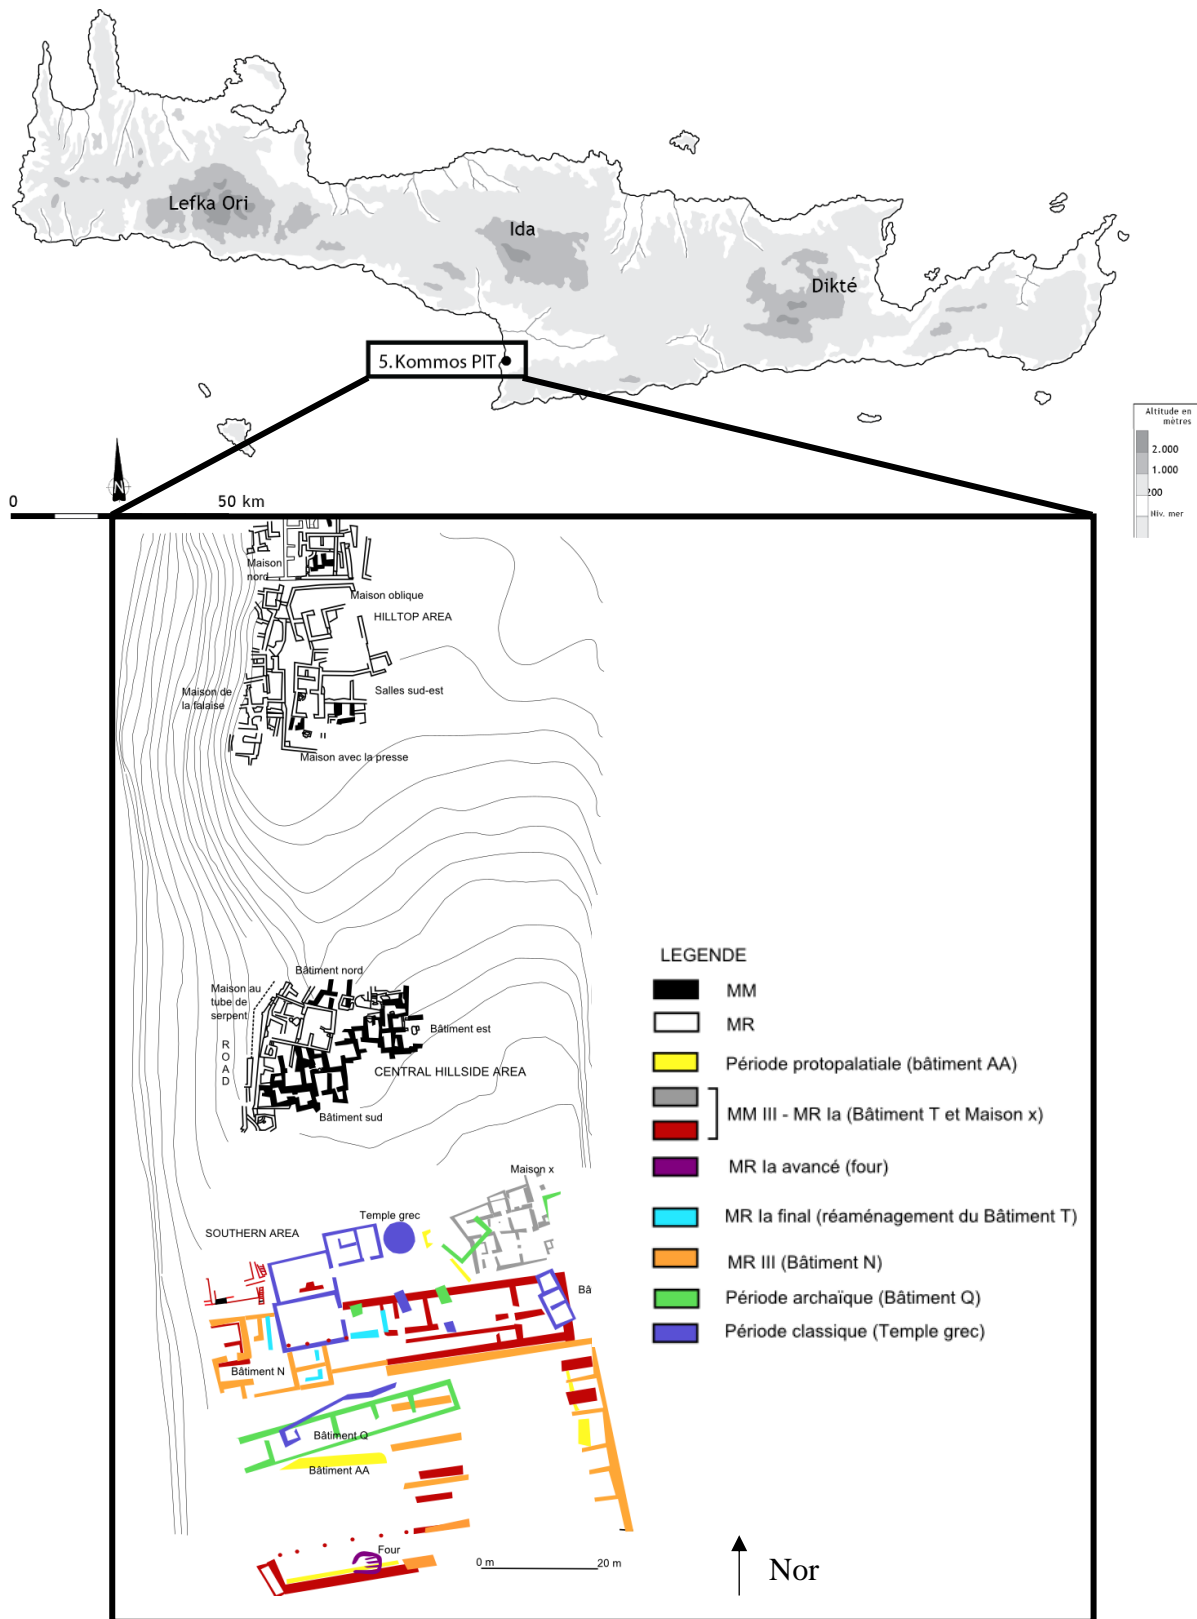 Lefka Ori
Ida
Dikté
5. Kommos PIT
Altitude en
mètres
2.000
1.000
200
Niv. mer
N
0
50 km
Maison
nord
Maison oblique
HILLTOP AREA
Maison de
la falaise
Salles sud-est
Maison avec la presse
Bâtiment nord
Maison au
tube de
serpent
ROAD
Bâtiment est
CENTRAL HILLSIDE AREA
Bâtiment sud
LEGENDE
MM
MR
Période protopalatiale (bâtiment AA)
MM III - MR Ia (Bâtiment T et Maison x)
MR Ia avancé (four)
MR Ia final (réaménagement du Bâtiment T)
MR III (Bâtiment N)
Période archaïque (Bâtiment Q)
Période classique (Temple grec)
Maison x
Temple grec
SOUTHERN AREA
Bâ
Bâtiment N
Bâtiment Q
Bâtiment AA
Four
0 m
20 m
Nor